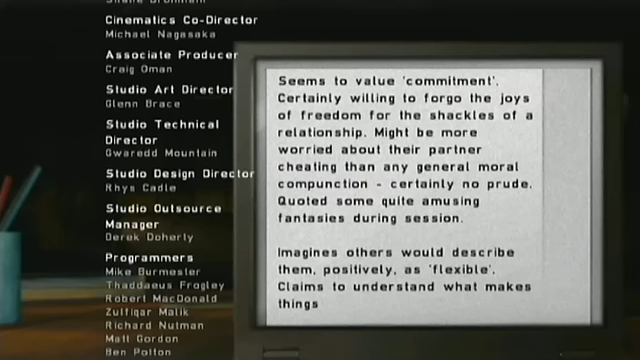 Cinematics Co-Director
Michael Nagasaka
Associate Producer
Craig Oman
Studio Art Director
Glenn Brace
Studio Technical
Director
Gwaredd Mountain
Studio Design Director
Rhys Cadle
Studio Outsource
Manager
Derek Doherty
Programmers
Mike Burmester
Thaddaeus Frogley
Robert MacDonald
Zulfiqar Malik
Richard Nutman
Matt Gordon
Ben Patton
Seems to value 'commitment'.
Certainly willing to forgo the joys
of freedom for the shackles of a
relationship. Might be more
worried about their partner
cheating than any general moral
compunction - certainly no prude.
Quoted some quite amusing
fantasies during session.
Imagines others would describe
them, positively, as 'flexible'.
Claims to understand what makes
things